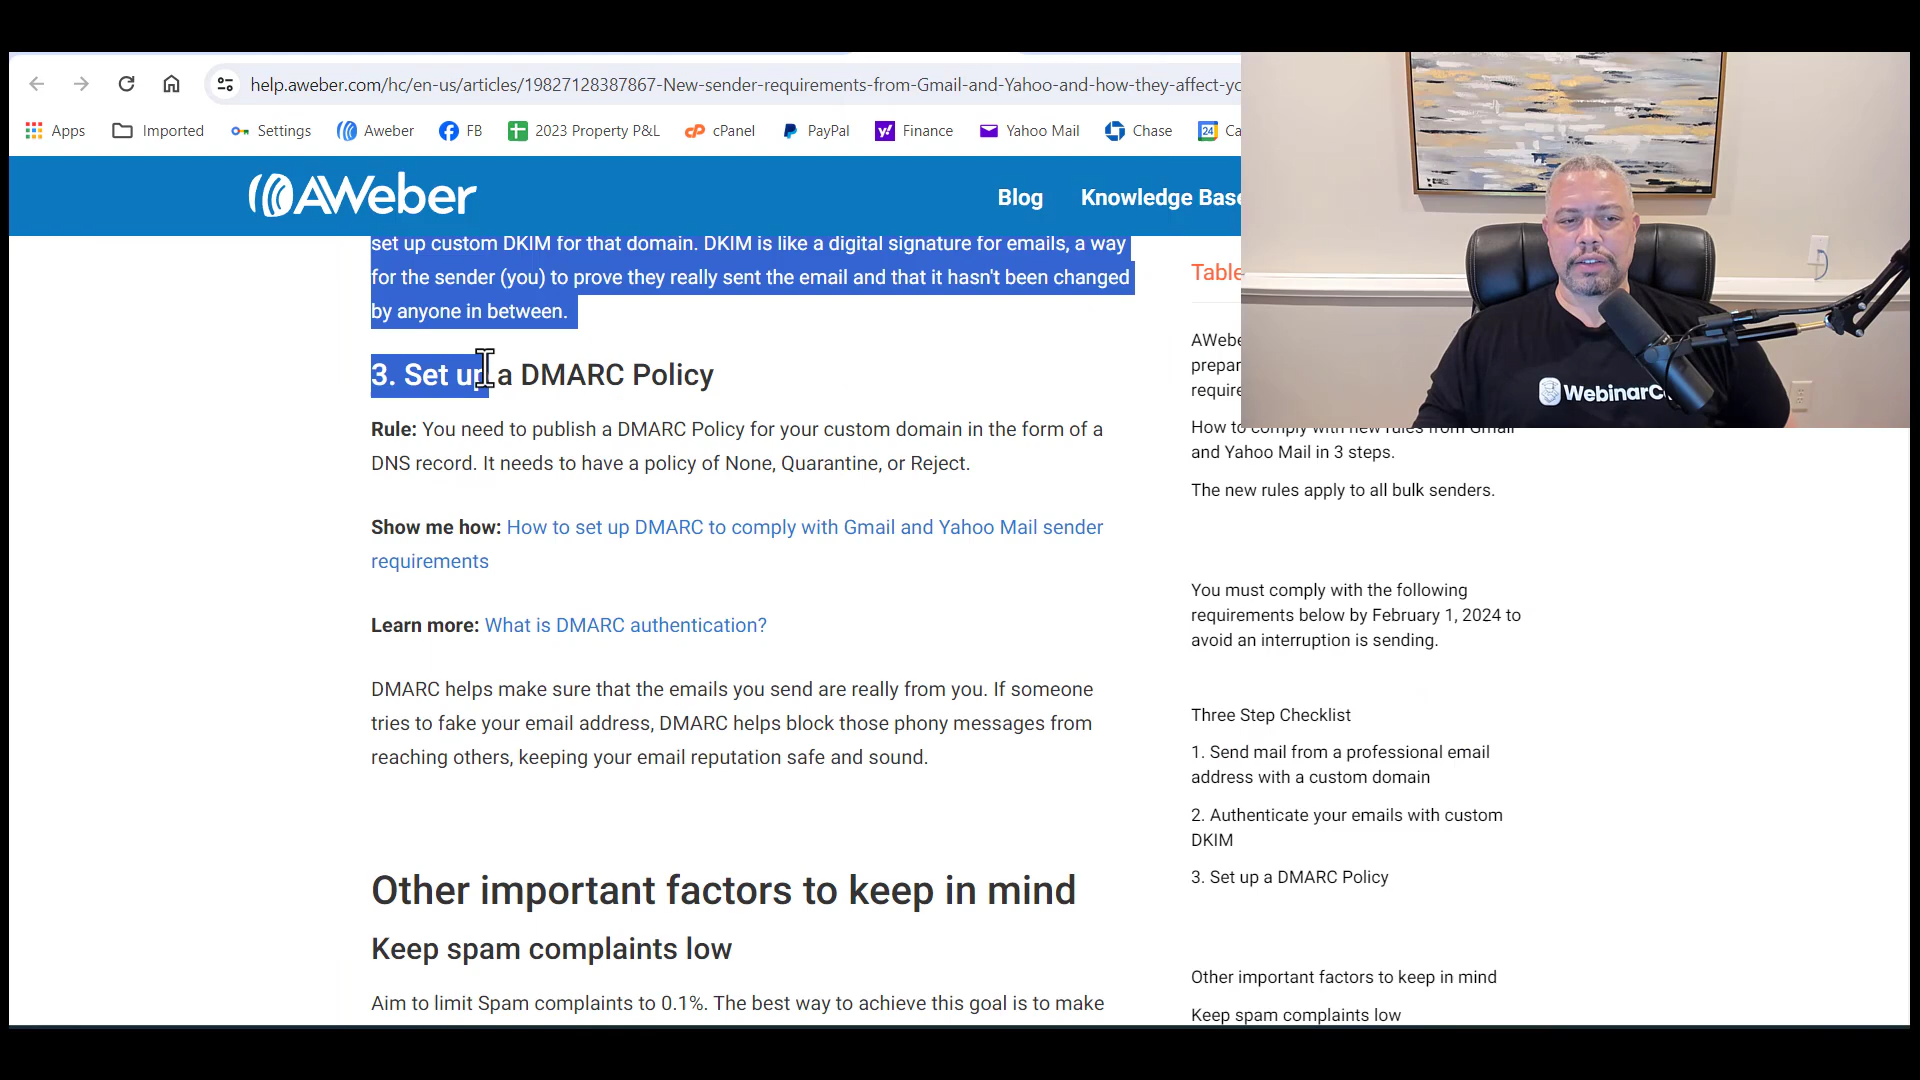 help.aweber.com/hc/en-us/articles/19827128387867-New-sender-requirements-from-Gmail-and-Yahoo-and-how-they-affect-yo
Apps
Imported
Settings
Aweber
FB
2023 Property P&L
cPanel
PayPal
Finance
Yahoo Mail
Chase
24
Ca
AWeber
Blog
Knowledge Base
set up custom DKIM for that domain. DKIM is like a digital signature for emails, a way
for the sender (you) to prove they really sent the email and that it hasn't been changed
by anyone in between.
3. Set up a DMARC Policy
Rule: You need to publish a DMARC Policy for your custom domain in the form of a
DNS record. It needs to have a policy of None, Quarantine, or Reject.
Show me how: How to set up DMARC to comply with Gmail and Yahoo Mail sender
requirements
Learn more: What is DMARC authentication?
DMARC helps make sure that the emails you send are really from you. If someone
tries to fake your email address, DMARC helps block those phony messages from
reaching others, keeping your email reputation safe and sound.
Other important factors to keep in mind
Keep spam complaints low
Aim to limit Spam complaints to 0.1%. The best way to achieve this goal is to make
Table
AWebe
prepar
require
How to comply with new rules from Gmail
and Yahoo Mail in 3 steps.
The new rules apply to all bulk senders.
You must comply with the following
requirements below by February 1, 2024 to
avoid an interruption is sending.
Three Step Checklist
1. Send mail from a professional email
address with a custom domain
2. Authenticate your emails with custom
DKIM
3. Set up a DMARC Policy
Other important factors to keep in mind
Keep spam complaints low
WebinarC